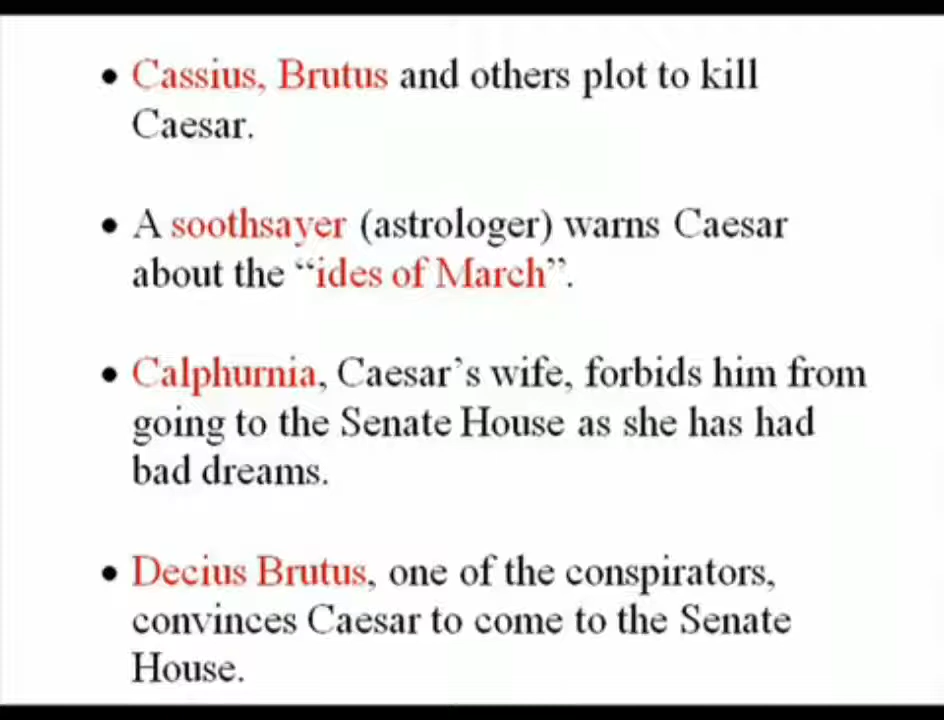 • Cassius, Brutus and others plot to kill
Caesar.
• A soothsayer (astrologer) warns Caesar
about the “ides of March”.
• Calphurnia, Caesar’s wife, forbids him from
going to the Senate House as she has had
bad dreams.
• Decius Brutus, one of the conspirators,
convinces Caesar to come to the Senate
House.